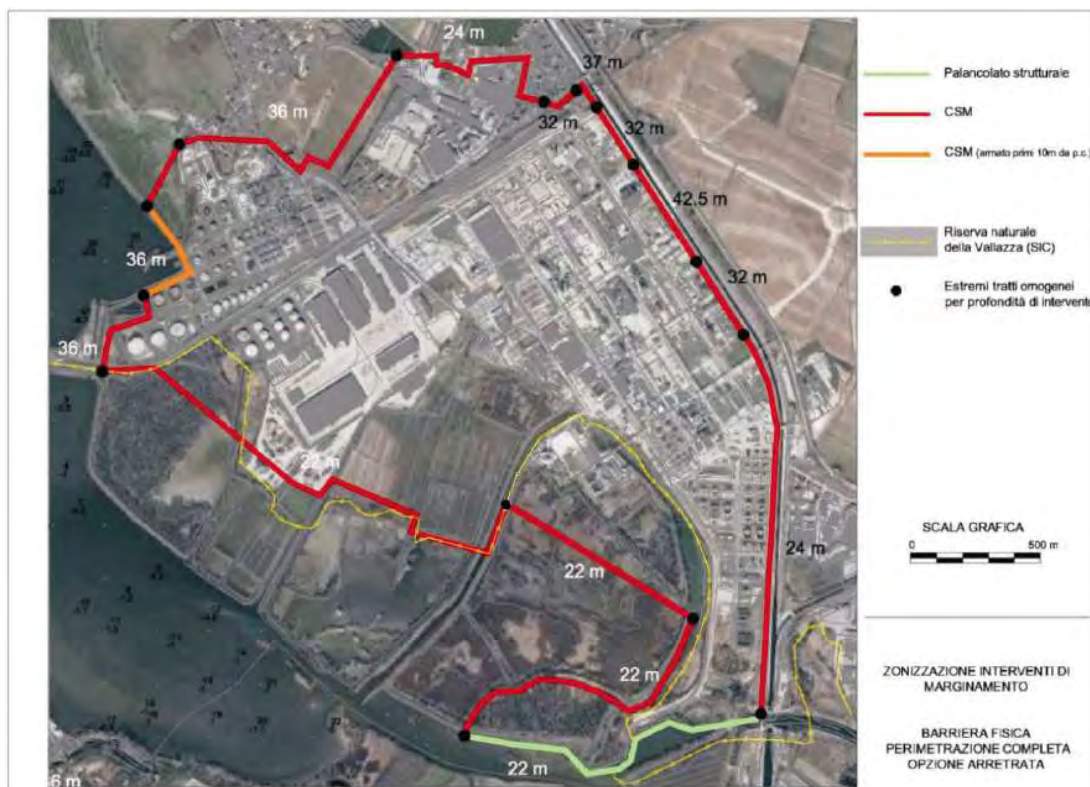 24 m
37 m
36 m
32 m
32 m
42.5 m
36 m
32 m
36 m
24 m
22 m
22 m
22 m
6 m
Palancolato strutturale
CSM
CSM (armato primi 10m da p.c.)
Riserva naturale
della Vallazza (SIC)
Estremi tratti omogenei
per profondità di intervento
SCALA GRAFICA
0 500 m
ZONIZZAZIONE INTERVENTI DI
MARGINAMENTO
BARRIERA FISICA
PERIMETRAZIONE COMPLETA
OPZIONE ARRETRATA